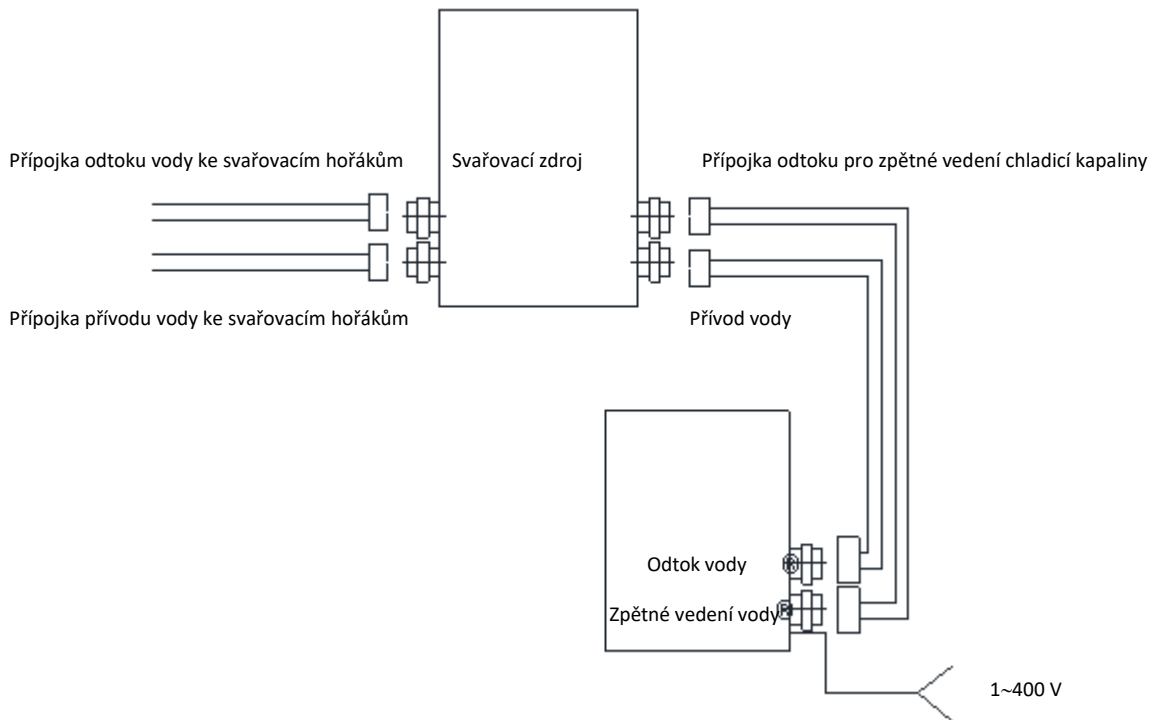 Přípojka odtoku vody ke svařovacím hořákům
Svařovací zdroj
Přípojka odtoku pro zpětné vedení chladicí kapaliny
Přípojka přívodu vody ke svařovacím hořákům
Přívod vody
Odtok vody
Zpětné vedení vody
1~400 V